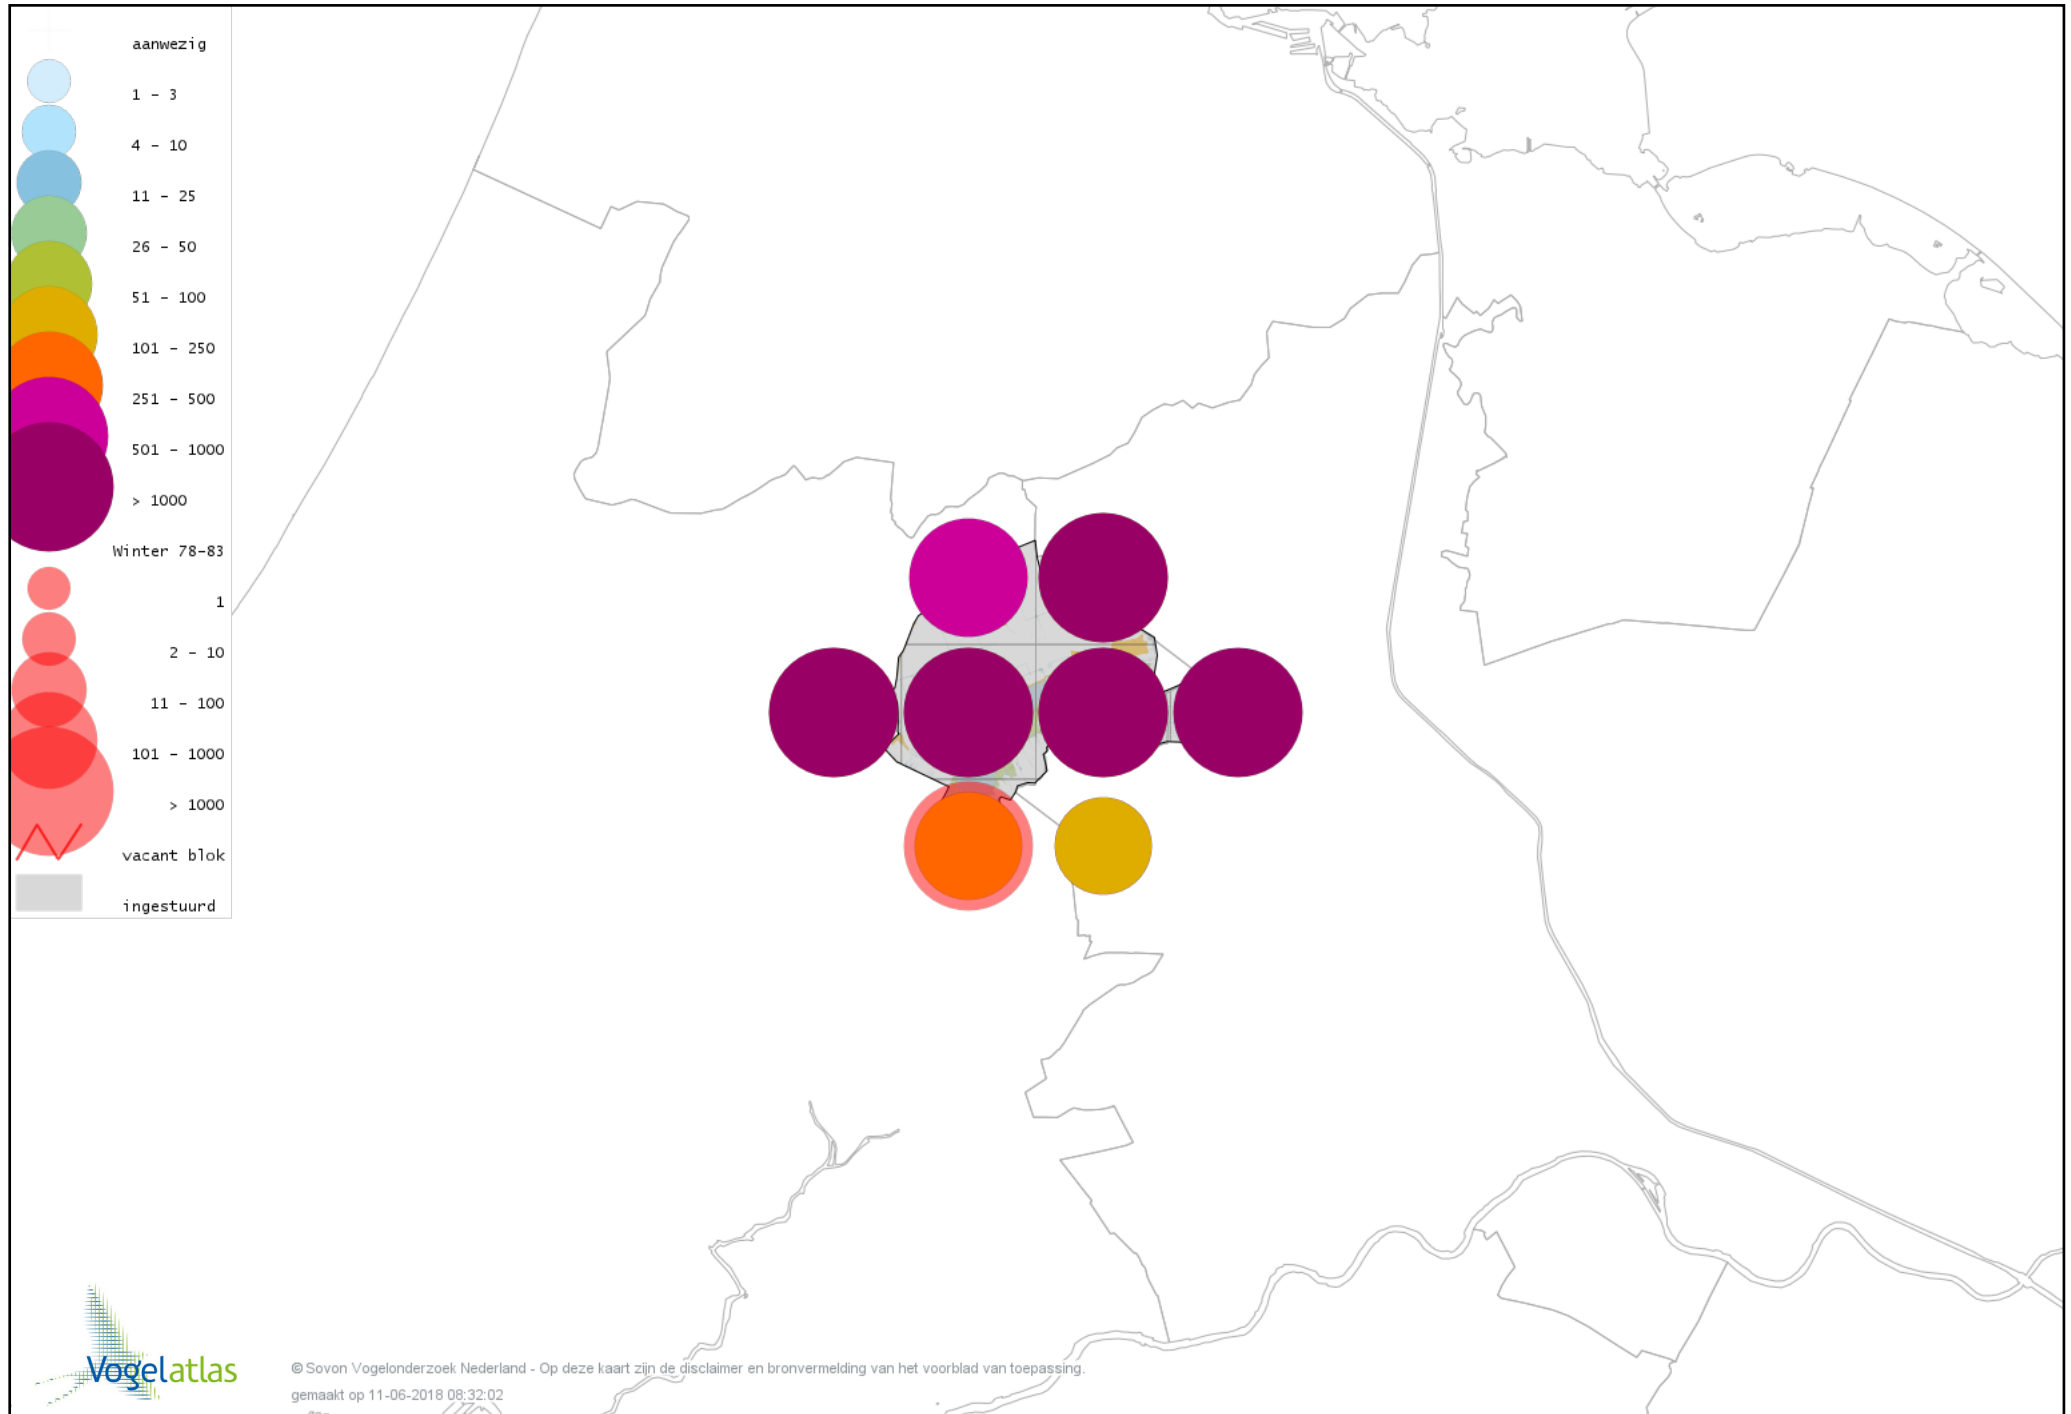 aanwezig
1 - 3
4 - 10
11 - 25
26 - 50
51 - 100
101 - 250
251 - 500
501 - 1000
> 1000
Winter 78-83
1
2 - 10
11 - 100
101 - 1000
> 1000
vacant blok
ingestuurd
Vogelatlas
© Sovon Vogelonderzoek Nederland - Op deze kaart zijn de disclaimer en bronvermelding van het voorblad van toepassing.
gemaakt op 11-06-2018 08:32:02